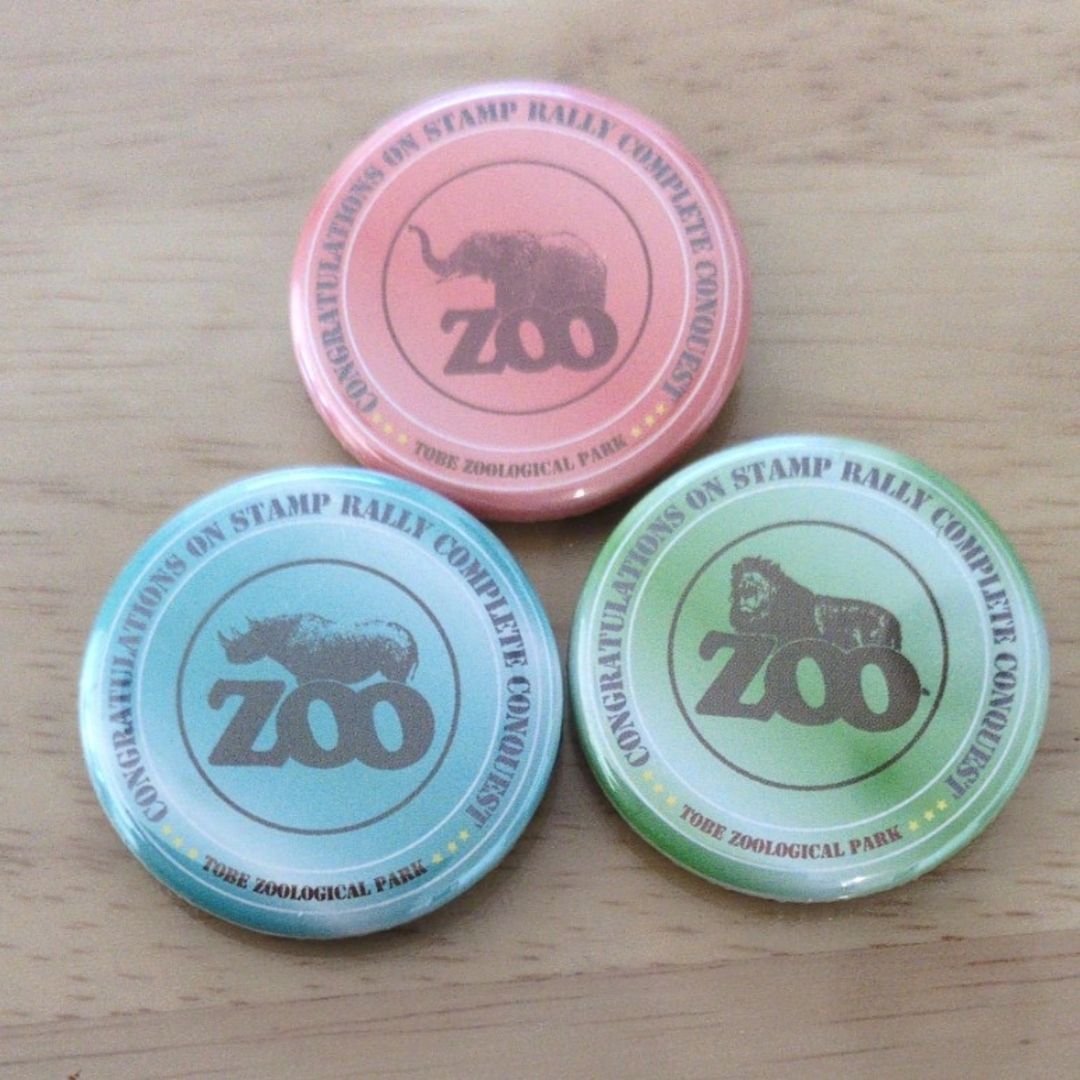 CONGRATULATIONS ON STAMP RALLY COMPLETE CONQUEST
ZOO
TOBE ZOOLOGICAL PARK
CONGRATULATIONS ON STAMP RALLY COMPLETE CONQUEST
ZOO
TOBE ZOOLOGICAL PARK
CONGRATULATIONS ON STAMP RALLY COMPLETE CONQUEST
ZOO
TOBE ZOOLOGICAL PARK